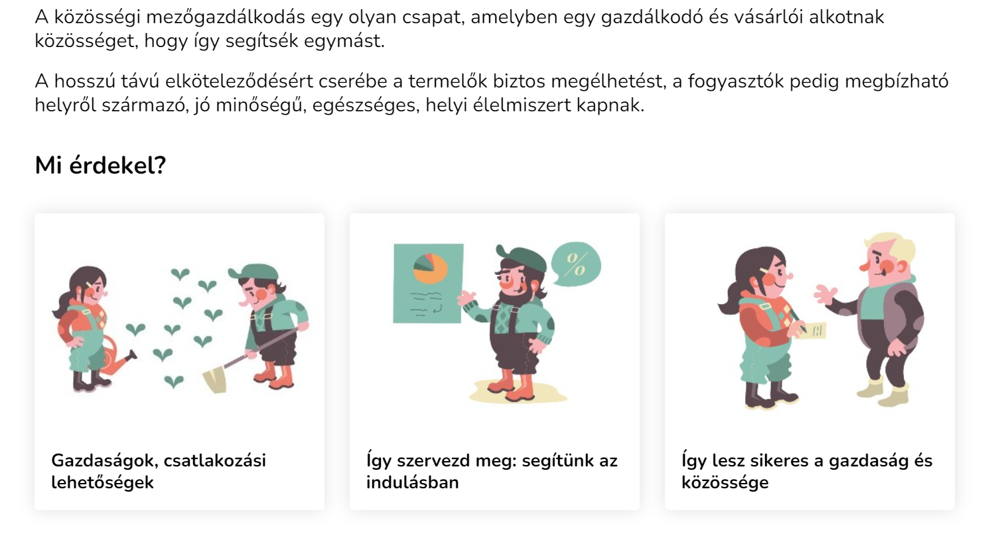 A közösségi mezőgazdálkodás egy olyan csapat, amelyben egy gazdálkodó és vásárlói alkotnak
közösséget, hogy így segítsék egymást.
A hosszú távú elköteleződésért cserébe a termelők biztos megélhetést, a fogyasztók pedig megbízható
helyről származó, jó minőségű, egészséges, helyi élelmiszert kapnak.
Mi érdekel?
%
Gazdaságok, csatlakozási
lehetőségek
Így szervezd meg: segítünk az
indulásban
Így lesz sikeres a gazdaság és
közössége